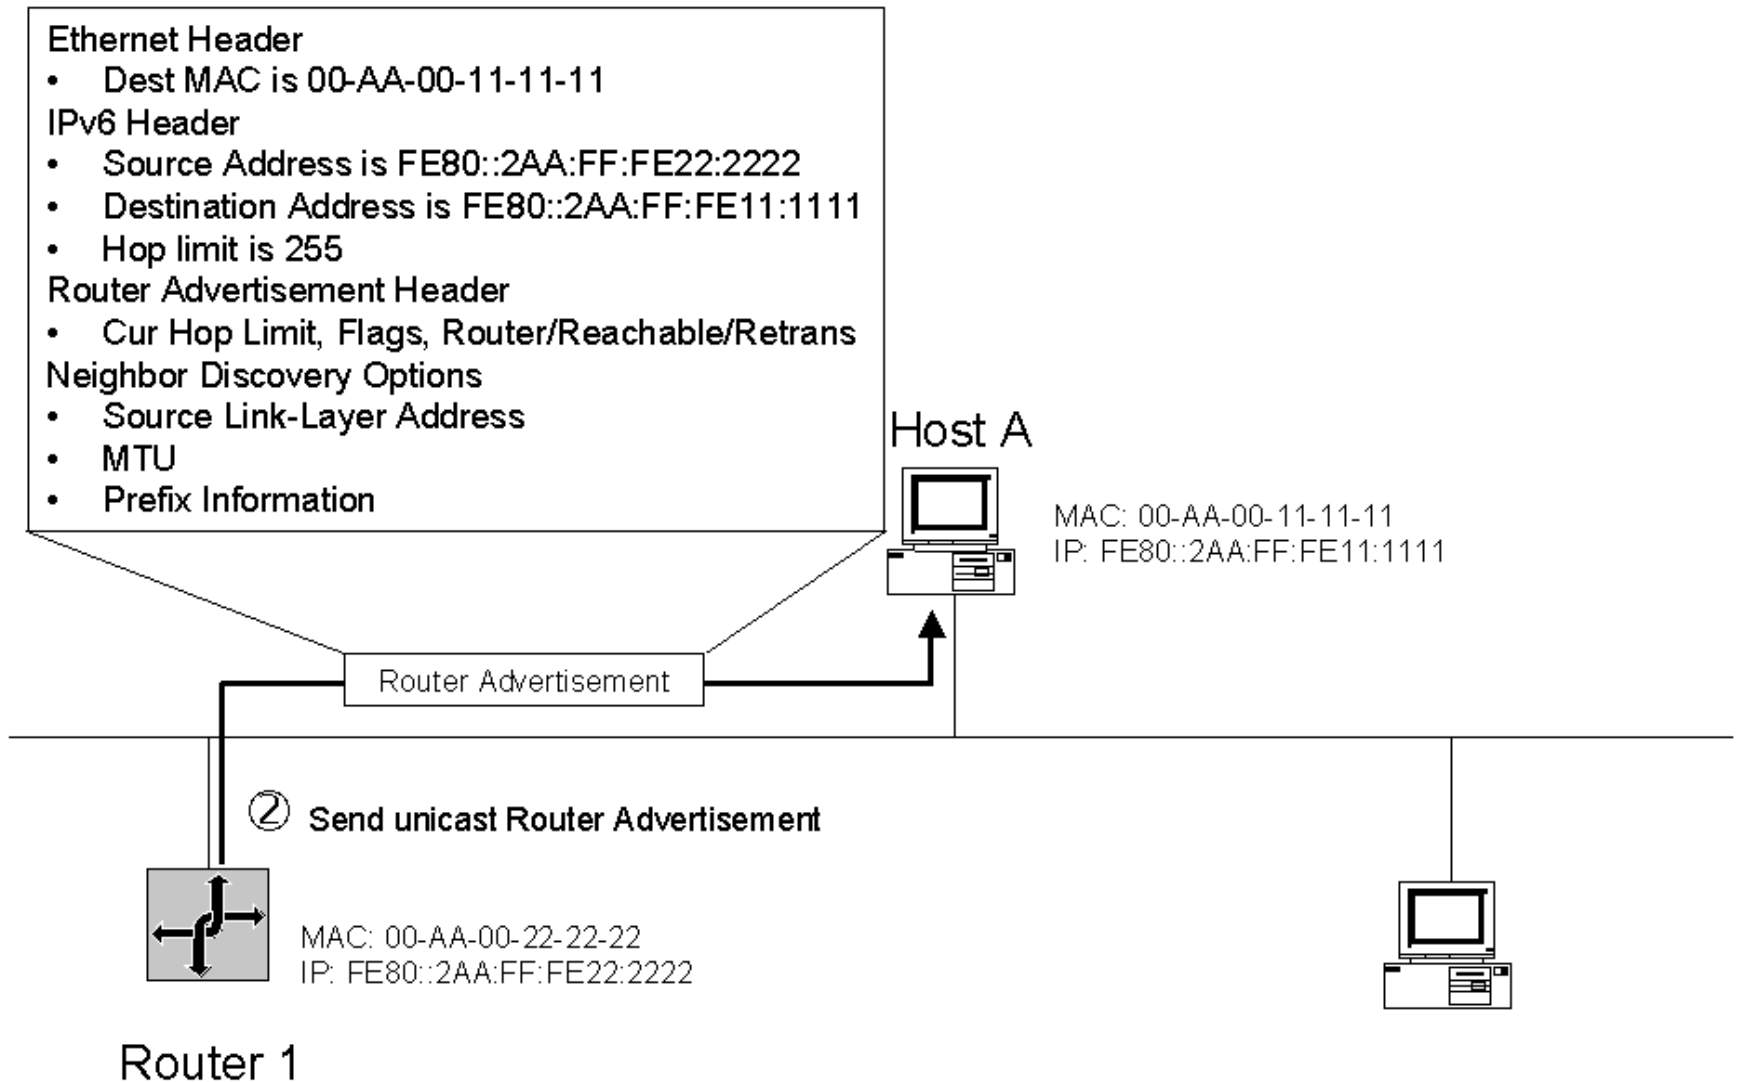 Ethernet Header
• Dest MAC is 00-AA-00-11-11-11
IPv6 Header
• Source Address is FE80::2AA:FF:FE22:2222
• Destination Address is FE80::2AA:FF:FE11:1111
• Hop limit is 255
Router Advertisement Header
• Cur Hop Limit, Flags, Router/Reachable/Retrans
Neighbor Discovery Options
• Source Link-Layer Address
• MTU
• Prefix Information
Host A
MAC: 00-AA-00-11-11-11
IP: FE80::2AA:FF:FE11:1111
Router Advertisement
② Send unicast Router Advertisement
MAC: 00-AA-00-22-22-22
IP: FE80::2AA:FF:FE22:2222
Router 1